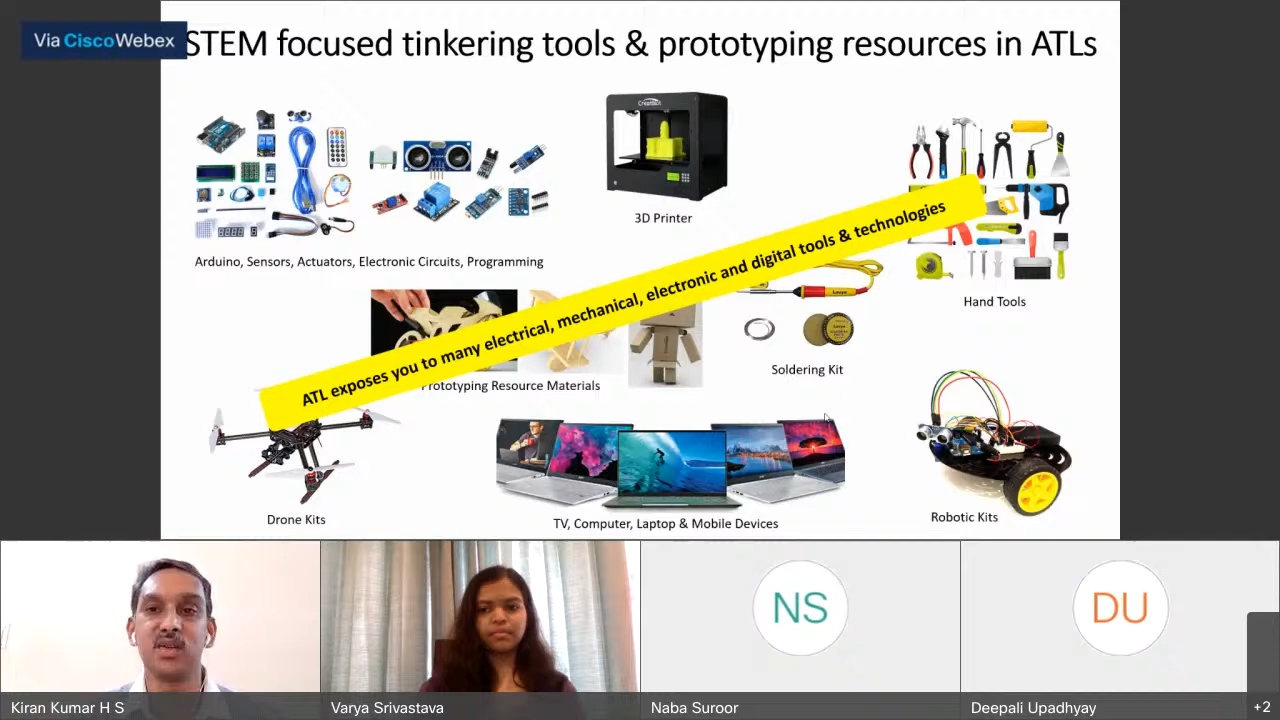 Via Cisco Webex
STEM focused tinkering tools & prototyping resources in ATLs
3D Printer
Arduino, Sensors, Actuators, Electronic Circuits, Programming
Hand Tools
ATL exposes you to many electrical, mechanical, electronic and digital tools & technologies
Soldering Kit
Prototyping Resource Materials
Drone Kits
TV, Computer, Laptop & Mobile Devices
Robotic Kits
NS
DU
Kiran Kumar H S
Varya Srivastava
Naba Suroor
Deepali Upadhyay
+2